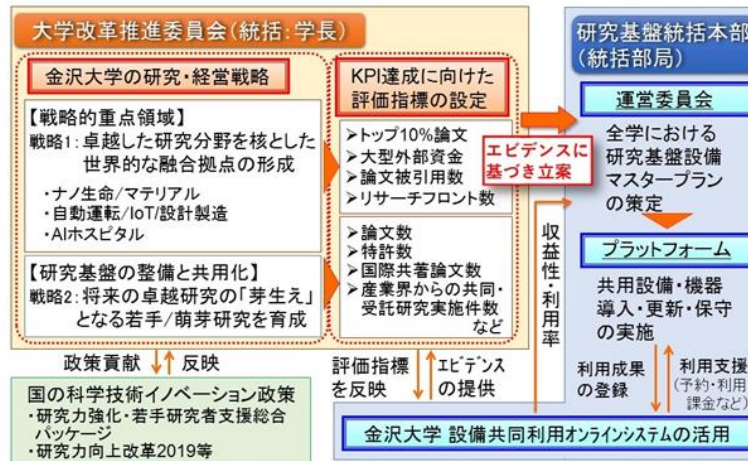 大学改革推進委員会(統括:学長)
金沢大学の研究・経営戦略
【戦略的重点領域】
戦略1:卓越した研究分野を核とした
世界的な融合拠点の形成
・ナノ生命/マテリアル
・自動運転/IoT/設計製造
・AIホスピタル
【研究基盤の整備と共用化】
戦略2:将来の卓越研究の「芽生え」
となる若手/萌芽研究を育成
KPI達成に向けた
評価指標の設定
➢トップ10%論文
➢大型外部資金
➢論文被引用数
➢リサーチフロント数
➢論文数
➢特許数
➢国際共著論文数
➢産業界からの共同・
受託研究実施件数
など
エビデンスに
基づき立案
研究基盤統括本部
(統括部局)
運営委員会
全学における
研究基盤設備
マスタープラン
の策定
プラットフォーム
共用設備・機器
導入・更新・保守
の実施
収益性・利用率
政策貢献
反映
評価指標
を反映
エビデンス
の提供
利用成果
の登録
利用支援
(予約・利用
課金など)
国の科学技術イノベーション政策
・研究力強化・若手研究者支援総合
パッケージ
・研究力向上改革2019等
金沢大学 設備共同利用オンラインシステムの活用